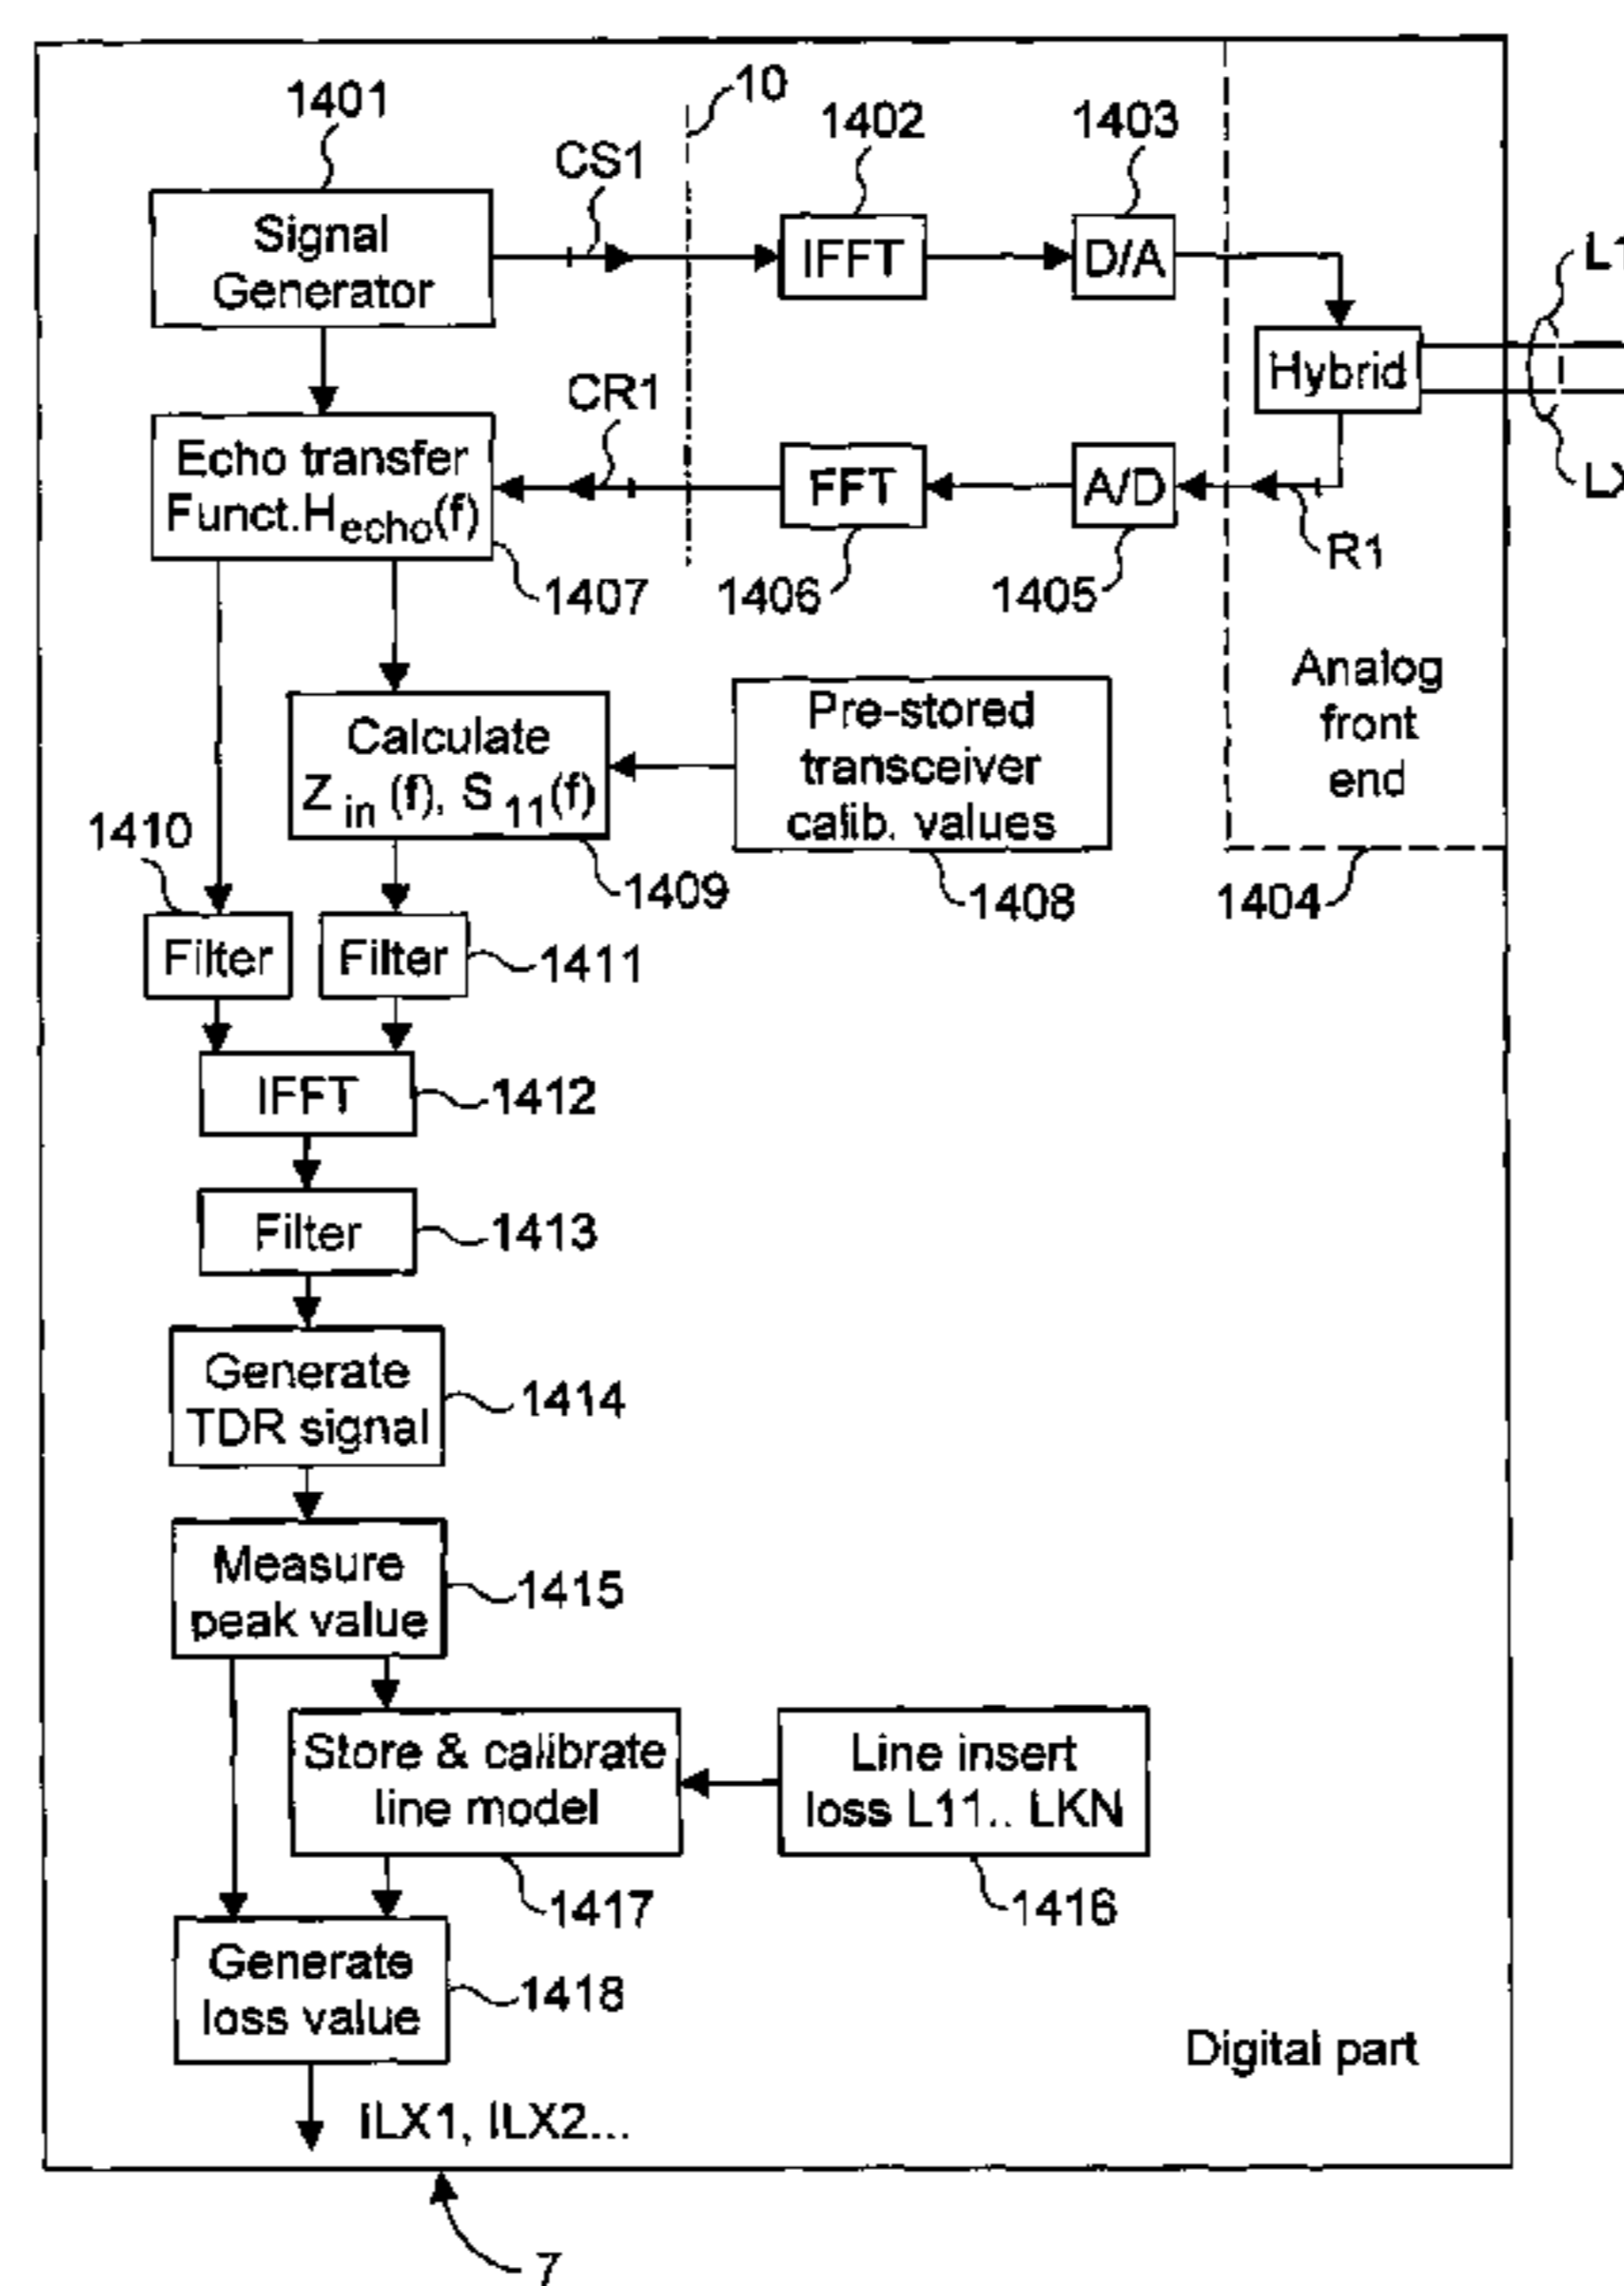 1401
10
CS1
1402
1403
Signal
Generator
IFFT
D/A
L1
Hybrid
CR1
Echo transfer
Funct.Hecho(f)
FFT
A/D
LX
R1
1407
1406
1405
Analog
front
end
Calculate
Zin (f), S11(f)
Pre-stored
transceiver
calib. values
1410
1409
1408
1404
Filter
Filter
1411
IFFT
1412
Filter
1413
Generate
TDR signal
1414
Measure
peak value
1415
Store & calibrate
line model
Line insert
loss L11.. LKN
1417
1416
Generate
loss value
1418
Digital part
ILX1, ILX2...
7